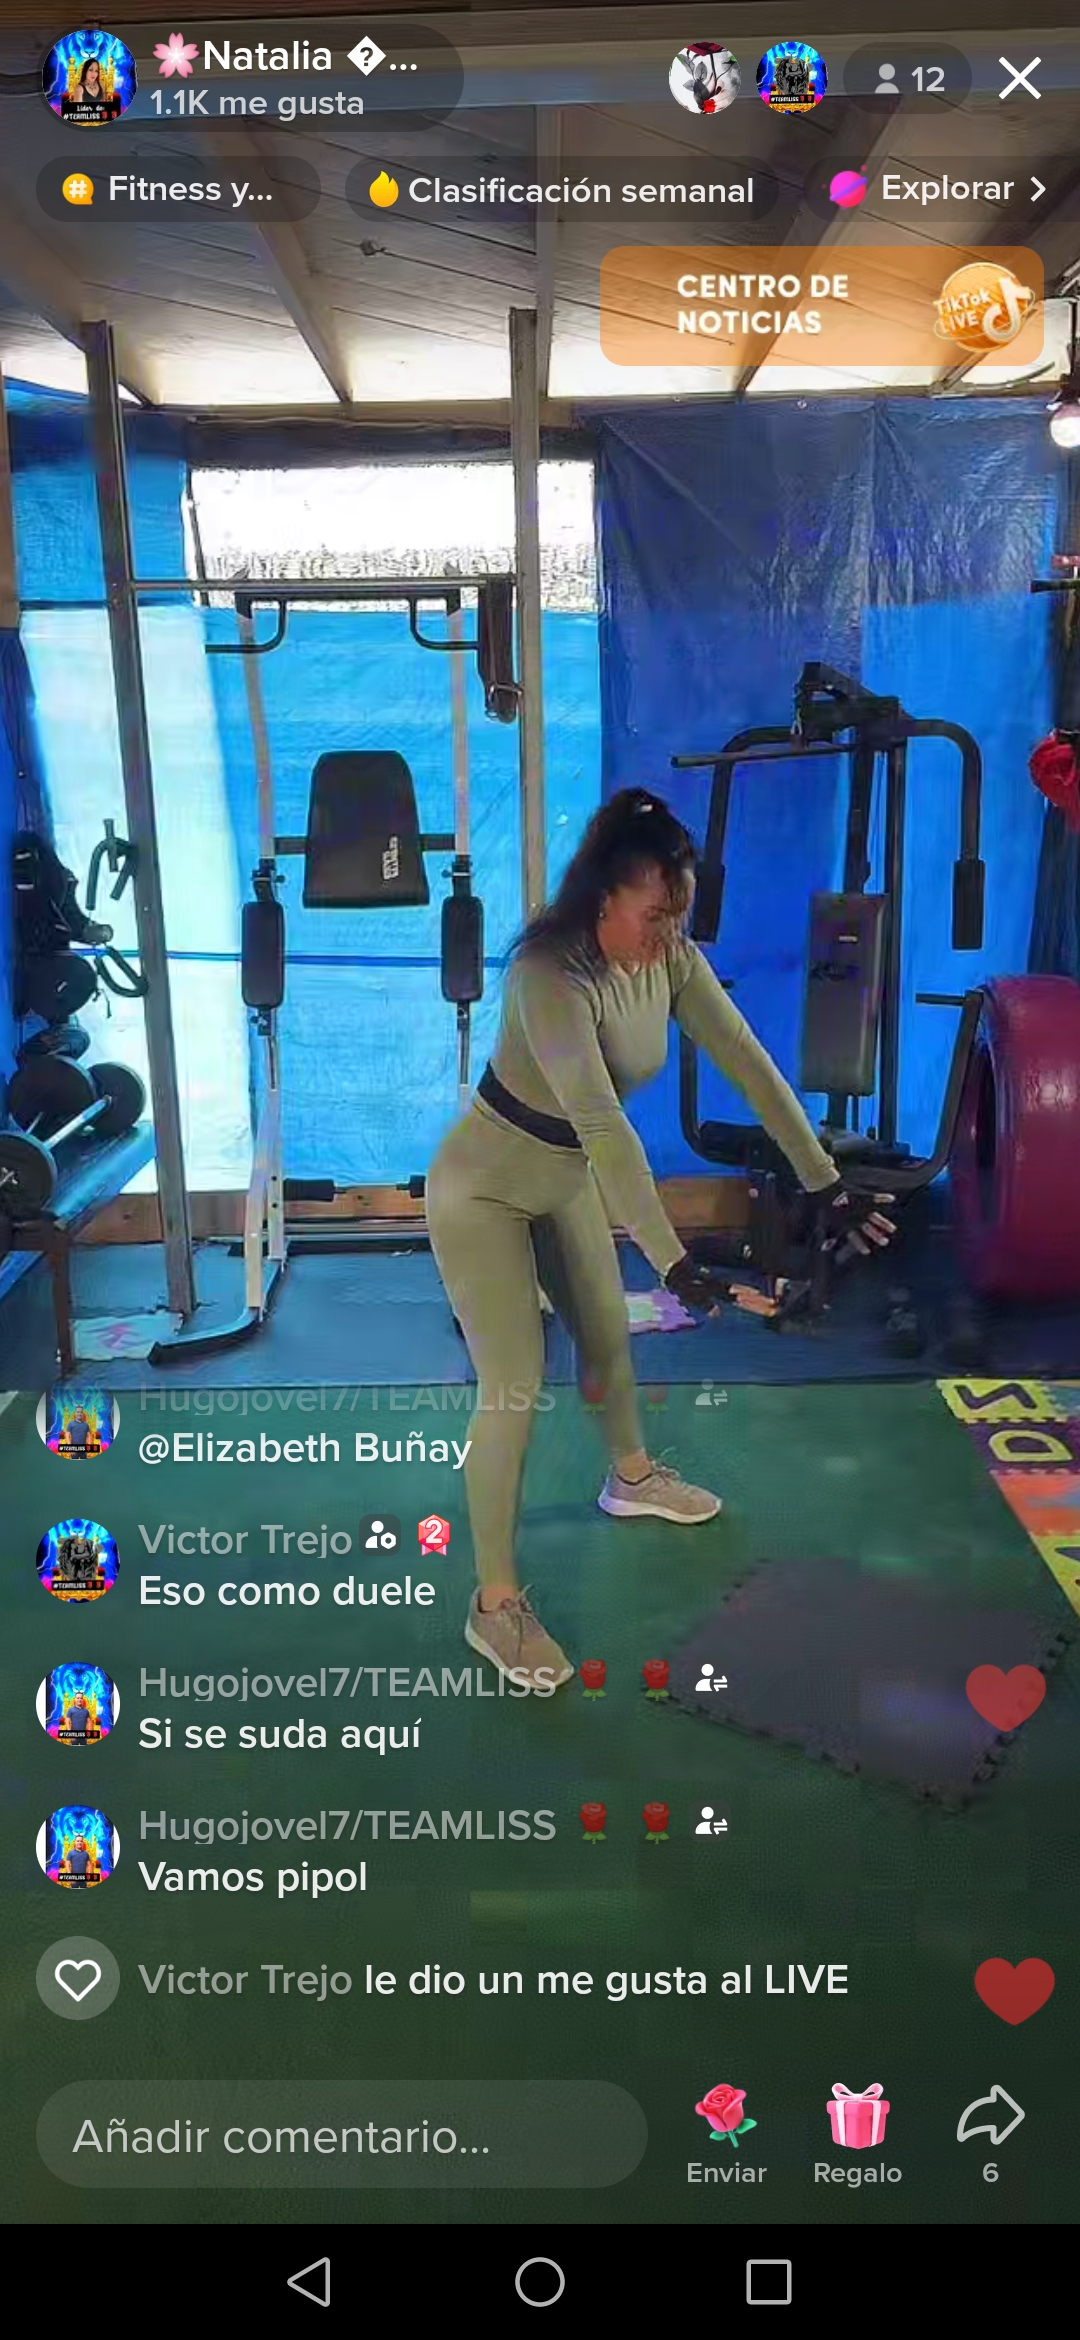 🌸Natalia �...
1.1K me gusta
12
Fitness y...
Clasificación semanal
Explorar
CENTRO DE
NOTICIAS
TikTok
LIVE
Hugojovel7/TEAMLISS 🌹 🌹
@Elizabeth Buñay
Victor Trejo 2
Eso como duele
Hugojovel7/TEAMLISS 🌹 🌹
Si se suda aquí
Hugojovel7/TEAMLISS 🌹 🌹
Vamos pipol
Victor Trejo le dio un me gusta al LIVE
Añadir comentario...
Enviar
Regalo
6